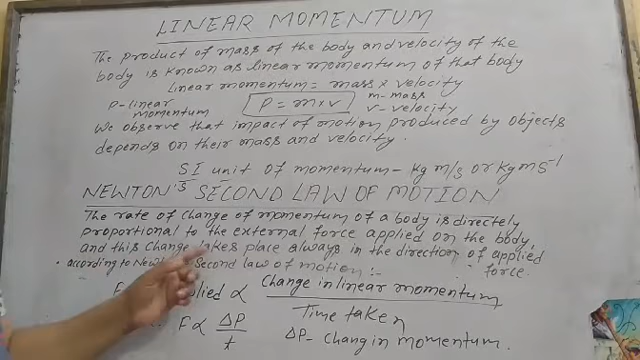 LINEAR MOMENTUM
The product of mass of the body and velocity of the
body is known as linear momentum of that body
Linear momentum = mass x velocity
P-linear momentum
P = m x v
m-mass
v-velocity
We observe that impact of motion produced by objects
depends on their mass and velocity.
SI unit of momentum - kg m/s or kgms-1
NEWTON'S SECOND LAW OF MOTION
The rate of change of momentum of a body is directely
proportional to the external force applied on the body,
and this change takes place always in the direction of applied
force.
• according to New Second law of motion:-
F plied ∝ Change in linear momentum
Time taken
F ∝ ΔP
t
ΔP- chang in momentum.